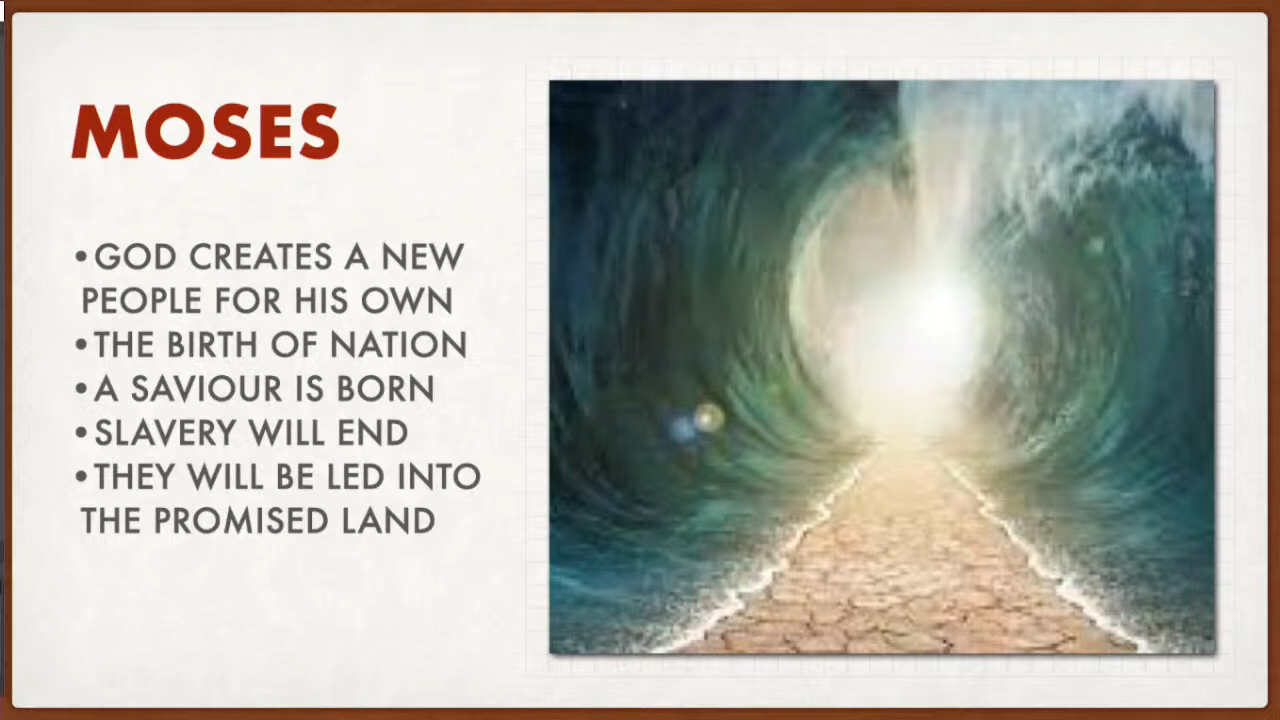 MOSES
•GOD CREATES A NEW
PEOPLE FOR HIS OWN
•THE BIRTH OF NATION
•A SAVIOUR IS BORN
•SLAVERY WILL END
•THEY WILL BE LED INTO
THE PROMISED LAND